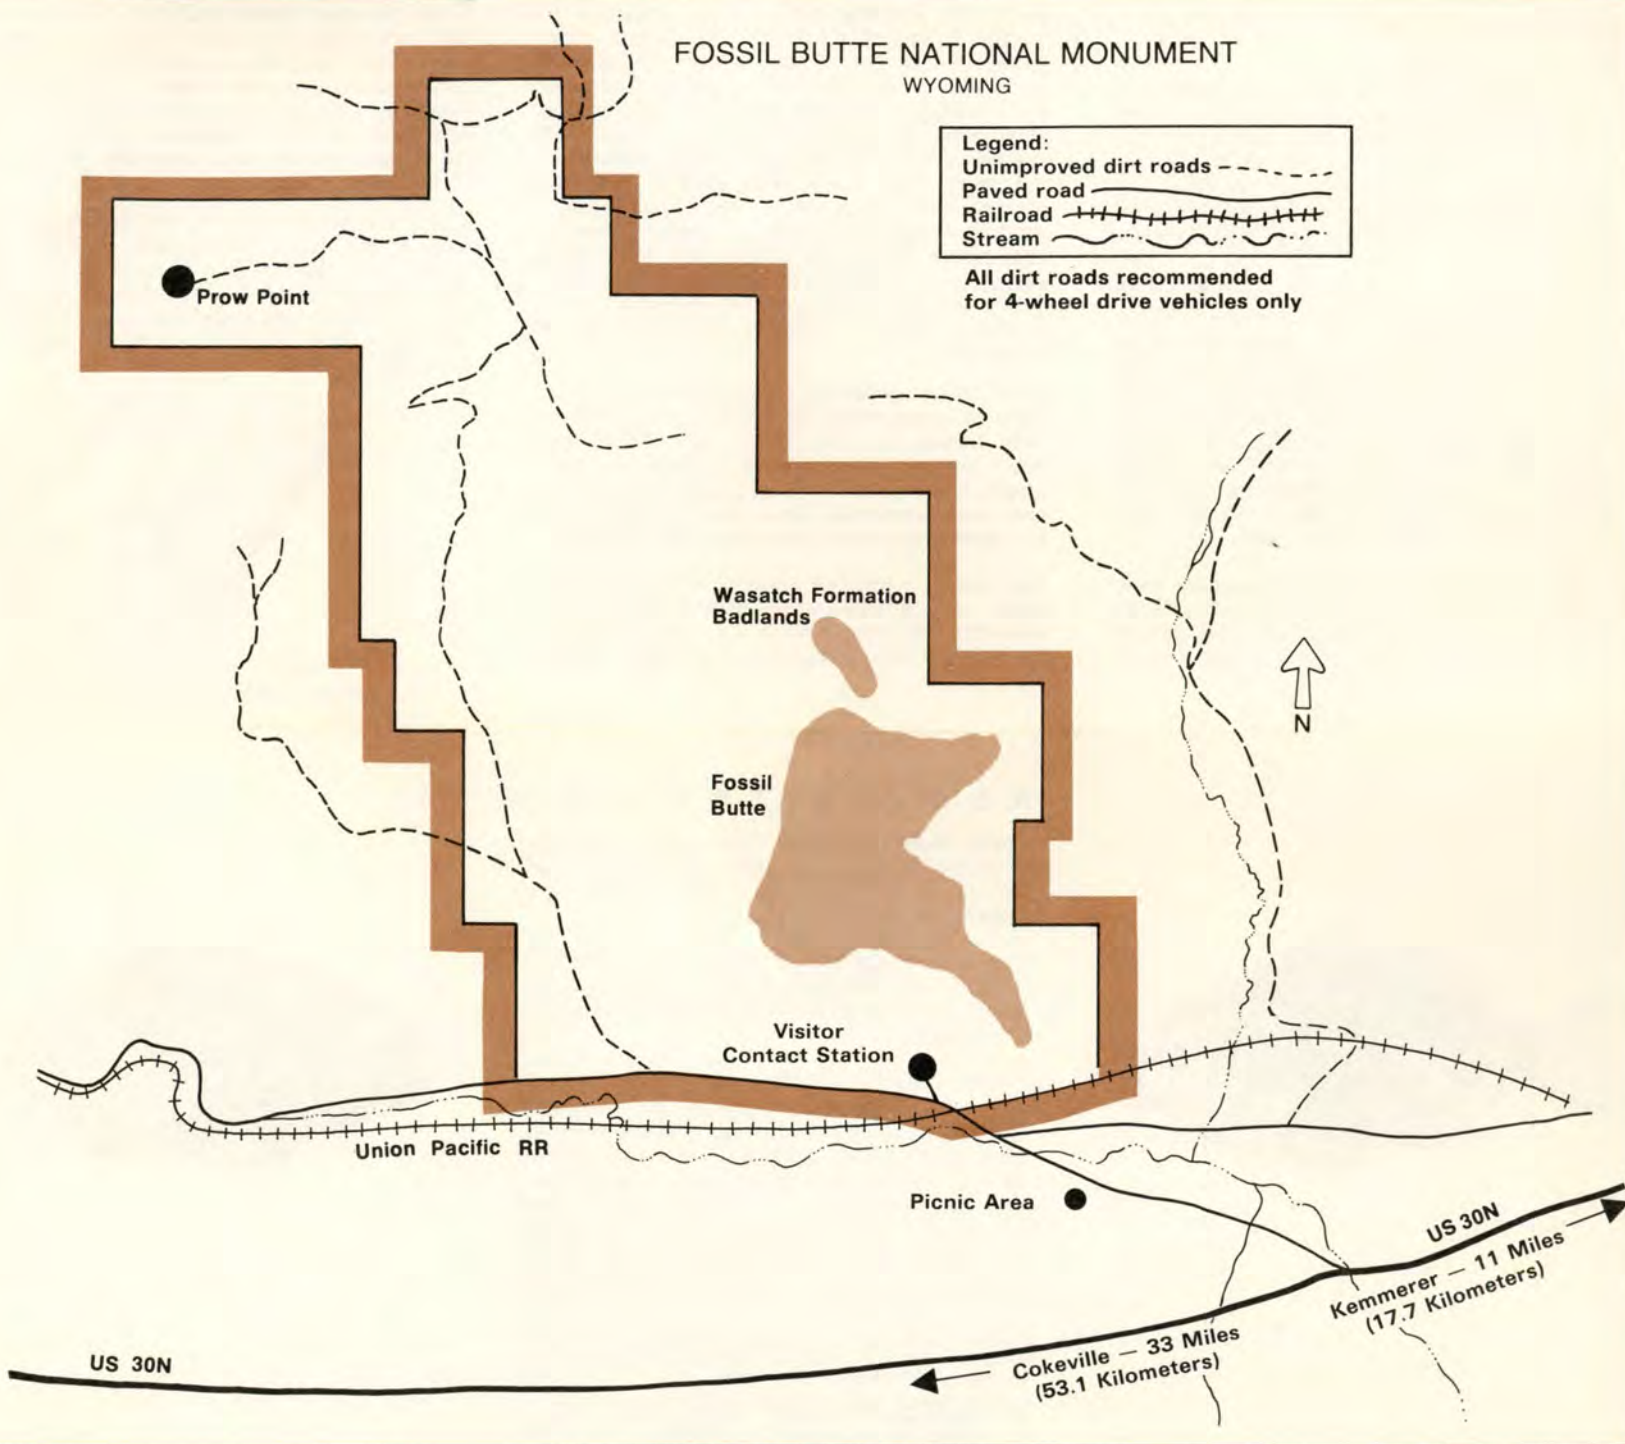 FOSSIL BUTTE NATIONAL MONUMENT
WYOMING
Legend:
Unimproved dirt roads
Paved road
Railroad
Stream
All dirt roads recommended
for 4-wheel drive vehicles only
Prow Point
Wasatch Formation
Badlands
N
Fossil
Butte
Visitor
Contact Station
Union Pacific RR
Picnic Area
US 30N
Kemmerer — 11 Miles
(17.7 Kilometers)
Cokeville — 33 Miles
(53.1 Kilometers)
US 30N